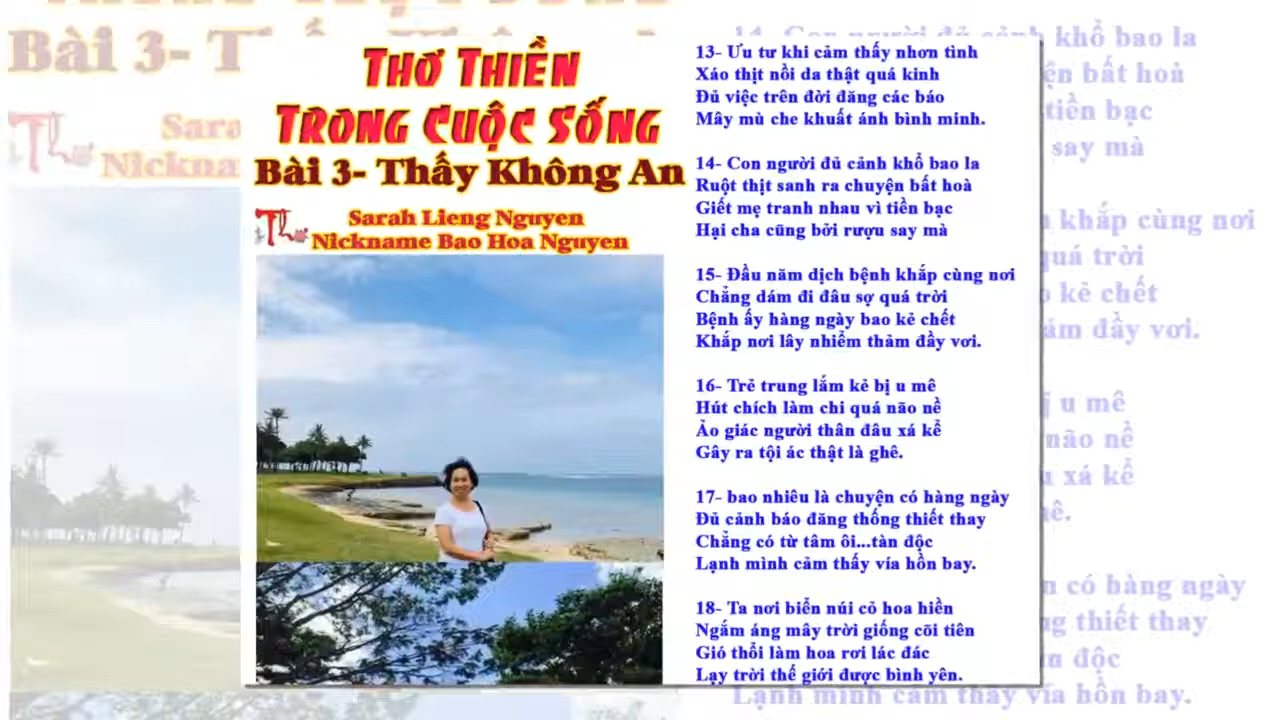 Thơ Thiền
Trong Cuộc Sống
Bài 3- Thấy Không An
Th
Sarah Lieng Nguyen
Nickname Bao Hoa Nguyen
13- Ưu tư khi cảm thấy nhơn tình
Xáo thịt nồi da thật quá kinh
Đủ việc trên đời đăng các báo
Mây mù che khuất ánh bình minh.
14- Con người đủ cảnh khổ bao la
Ruột thịt sanh ra chuyện bất hoà
Giết mẹ tranh nhau vì tiền bạc
Hại cha cũng bởi rượu say mà
15- Đầu năm dịch bệnh khắp cùng nơi
Chẳng dám đi đâu sợ quá trời
Bệnh ấy hàng ngày bao kẻ chết
Khắp nơi lây nhiễm thảm đầy vơi.
16- Trẻ trung lắm kẻ bị u mê
Hút chích làm chi quá não nề
Ảo giác người thân đâu xá kể
Gây ra tội ác thật là ghê.
17- bao nhiêu là chuyện có hàng ngày
Đủ cảnh báo đăng thống thiết thay
Chẳng có từ tâm ôi...tàn độc
Lạnh mình cảm thấy vía hồn bay.
18- Ta nơi biển núi cỏ hoa hiền
Ngắm áng mây trời giống cõi tiên
Gió thổi làm hoa rơi lác đác
Lạy trời thế giới được bình yên.